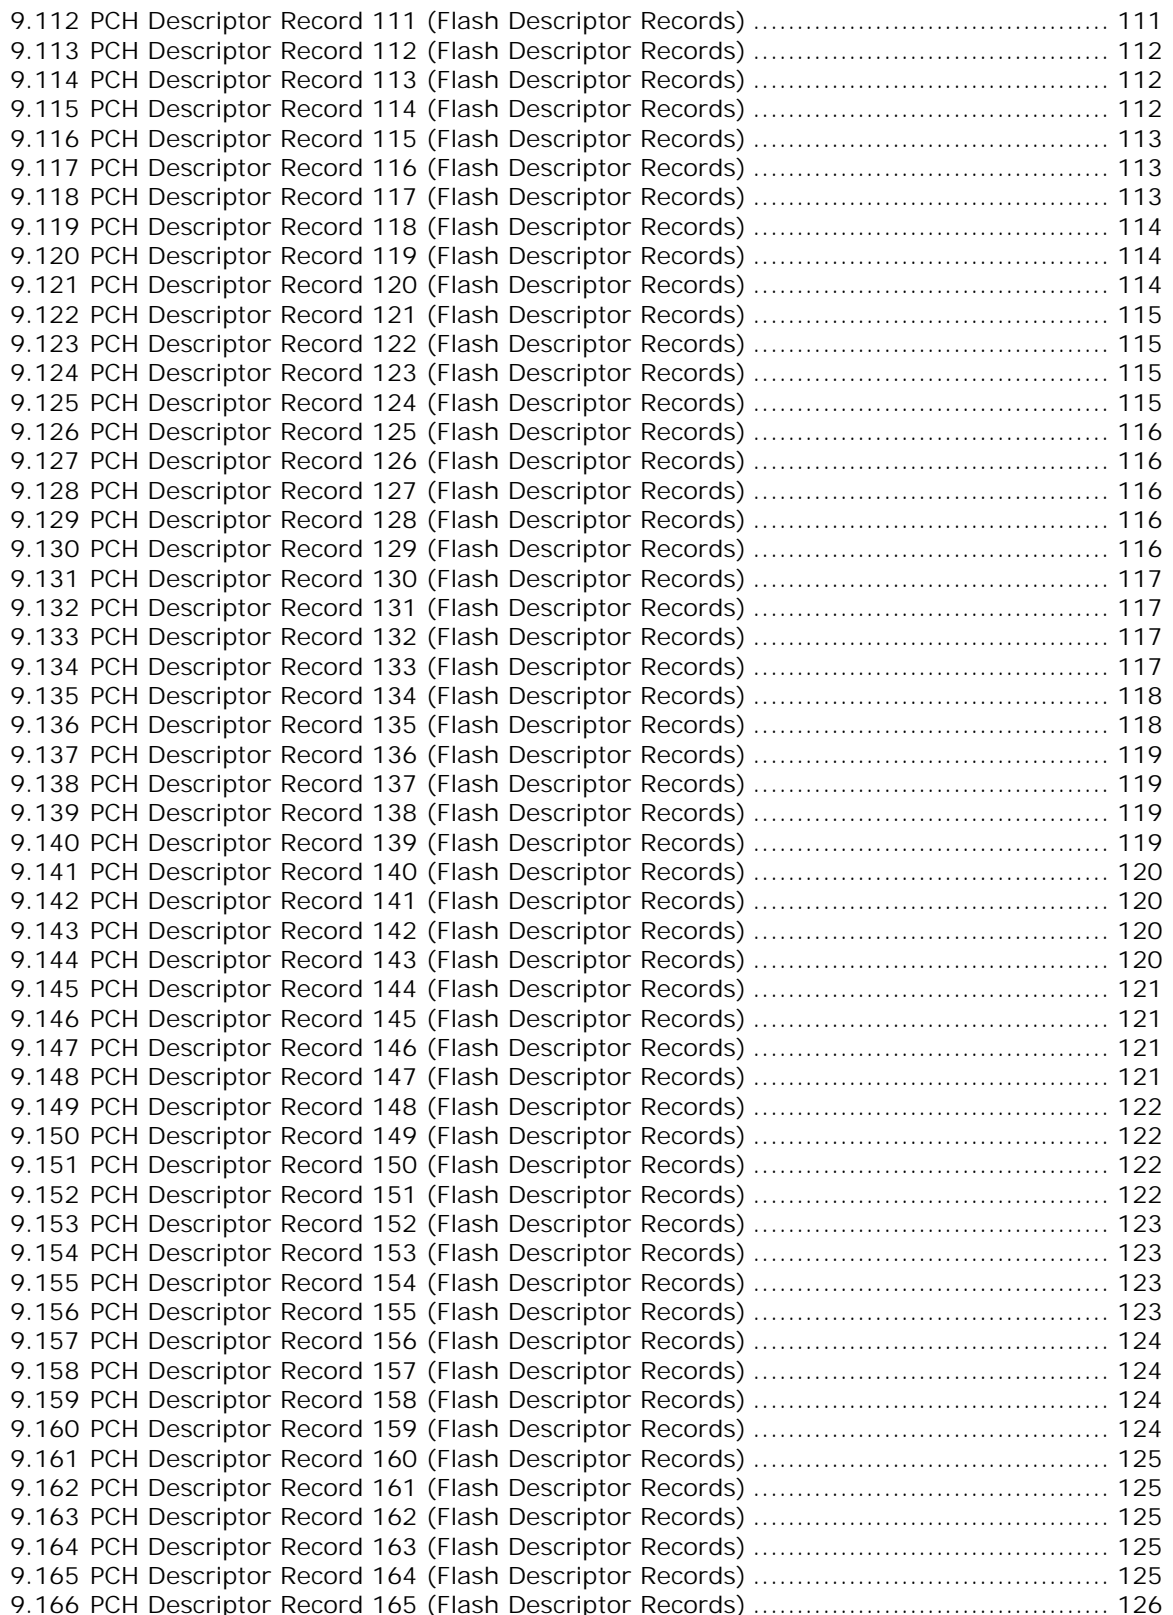 9.112 PCH Descriptor Record 111 (Flash Descriptor Records) ........................................ 111
9.113 PCH Descriptor Record 112 (Flash Descriptor Records) ........................................ 112
9.114 PCH Descriptor Record 113 (Flash Descriptor Records) ........................................ 112
9.115 PCH Descriptor Record 114 (Flash Descriptor Records) ........................................ 112
9.116 PCH Descriptor Record 115 (Flash Descriptor Records) ........................................ 113
9.117 PCH Descriptor Record 116 (Flash Descriptor Records) ........................................ 113
9.118 PCH Descriptor Record 117 (Flash Descriptor Records) ........................................ 113
9.119 PCH Descriptor Record 118 (Flash Descriptor Records) ........................................ 114
9.120 PCH Descriptor Record 119 (Flash Descriptor Records) ........................................ 114
9.121 PCH Descriptor Record 120 (Flash Descriptor Records) ........................................ 114
9.122 PCH Descriptor Record 121 (Flash Descriptor Records) ........................................ 115
9.123 PCH Descriptor Record 122 (Flash Descriptor Records) ........................................ 115
9.124 PCH Descriptor Record 123 (Flash Descriptor Records) ........................................ 115
9.125 PCH Descriptor Record 124 (Flash Descriptor Records) ........................................ 115
9.126 PCH Descriptor Record 125 (Flash Descriptor Records) ........................................ 116
9.127 PCH Descriptor Record 126 (Flash Descriptor Records) ........................................ 116
9.128 PCH Descriptor Record 127 (Flash Descriptor Records) ........................................ 116
9.129 PCH Descriptor Record 128 (Flash Descriptor Records) ........................................ 116
9.130 PCH Descriptor Record 129 (Flash Descriptor Records) ........................................ 116
9.131 PCH Descriptor Record 130 (Flash Descriptor Records) ........................................ 117
9.132 PCH Descriptor Record 131 (Flash Descriptor Records) ........................................ 117
9.133 PCH Descriptor Record 132 (Flash Descriptor Records) ........................................ 117
9.134 PCH Descriptor Record 133 (Flash Descriptor Records) ........................................ 117
9.135 PCH Descriptor Record 134 (Flash Descriptor Records) ........................................ 118
9.136 PCH Descriptor Record 135 (Flash Descriptor Records) ........................................ 118
9.137 PCH Descriptor Record 136 (Flash Descriptor Records) ........................................ 119
9.138 PCH Descriptor Record 137 (Flash Descriptor Records) ........................................ 119
9.139 PCH Descriptor Record 138 (Flash Descriptor Records) ........................................ 119
9.140 PCH Descriptor Record 139 (Flash Descriptor Records) ........................................ 119
9.141 PCH Descriptor Record 140 (Flash Descriptor Records) ........................................ 120
9.142 PCH Descriptor Record 141 (Flash Descriptor Records) ........................................ 120
9.143 PCH Descriptor Record 142 (Flash Descriptor Records) ........................................ 120
9.144 PCH Descriptor Record 143 (Flash Descriptor Records) ........................................ 120
9.145 PCH Descriptor Record 144 (Flash Descriptor Records) ........................................ 121
9.146 PCH Descriptor Record 145 (Flash Descriptor Records) ........................................ 121
9.147 PCH Descriptor Record 146 (Flash Descriptor Records) ........................................ 121
9.148 PCH Descriptor Record 147 (Flash Descriptor Records) ........................................ 121
9.149 PCH Descriptor Record 148 (Flash Descriptor Records) ........................................ 122
9.150 PCH Descriptor Record 149 (Flash Descriptor Records) ........................................ 122
9.151 PCH Descriptor Record 150 (Flash Descriptor Records) ........................................ 122
9.152 PCH Descriptor Record 151 (Flash Descriptor Records) ........................................ 122
9.153 PCH Descriptor Record 152 (Flash Descriptor Records) ........................................ 123
9.154 PCH Descriptor Record 153 (Flash Descriptor Records) ........................................ 123
9.155 PCH Descriptor Record 154 (Flash Descriptor Records) ........................................ 123
9.156 PCH Descriptor Record 155 (Flash Descriptor Records) ........................................ 123
9.157 PCH Descriptor Record 156 (Flash Descriptor Records) ........................................ 124
9.158 PCH Descriptor Record 157 (Flash Descriptor Records) ........................................ 124
9.159 PCH Descriptor Record 158 (Flash Descriptor Records) ........................................ 124
9.160 PCH Descriptor Record 159 (Flash Descriptor Records) ........................................ 124
9.161 PCH Descriptor Record 160 (Flash Descriptor Records) ........................................ 125
9.162 PCH Descriptor Record 161 (Flash Descriptor Records) ........................................ 125
9.163 PCH Descriptor Record 162 (Flash Descriptor Records) ........................................ 125
9.164 PCH Descriptor Record 163 (Flash Descriptor Records) ........................................ 125
9.165 PCH Descriptor Record 164 (Flash Descriptor Records) ........................................ 125
9.166 PCH Descriptor Record 165 (Flash Descriptor Records) ........................................ 126